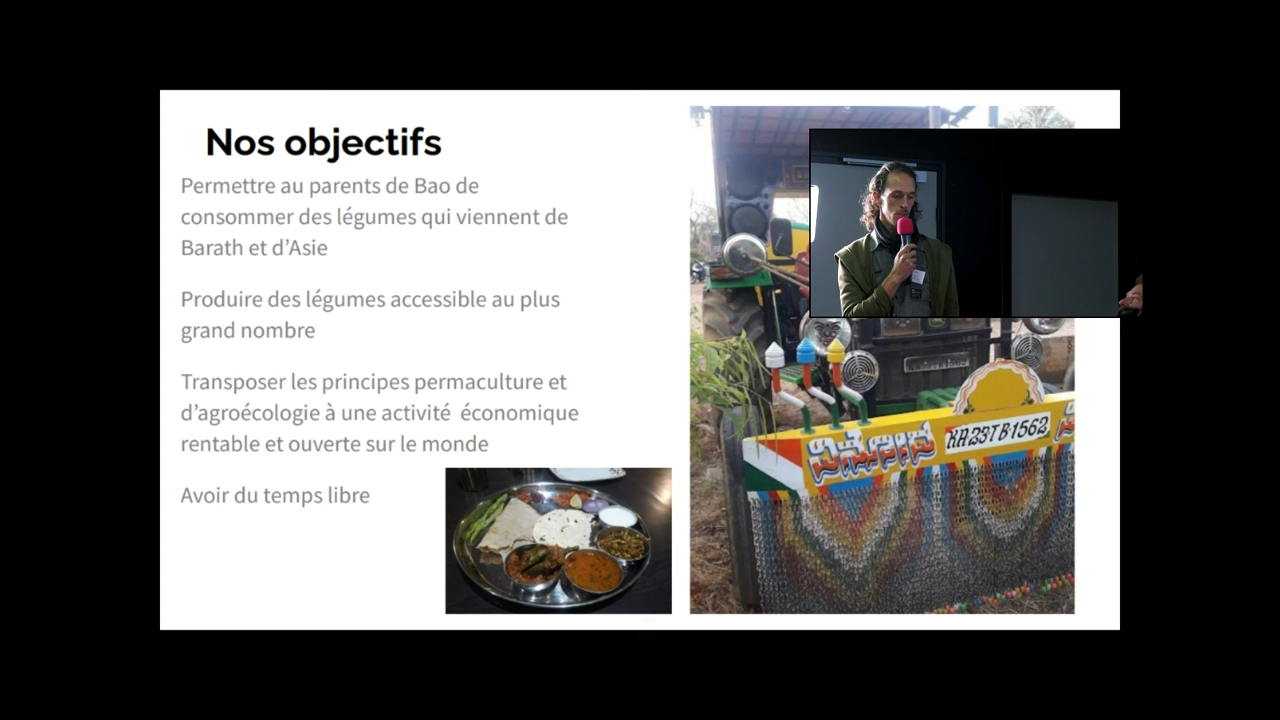 Nos objectifs
Permettre au parents de Bao de
consommer des légumes qui viennent de
Barath et d’Asie
Produire des légumes accessible au plus
grand nombre
Transposer les principes permaculture et
d’agroécologie à une activité économique
rentable et ouverte sur le monde
Avoir du temps libre
KA23TB1562